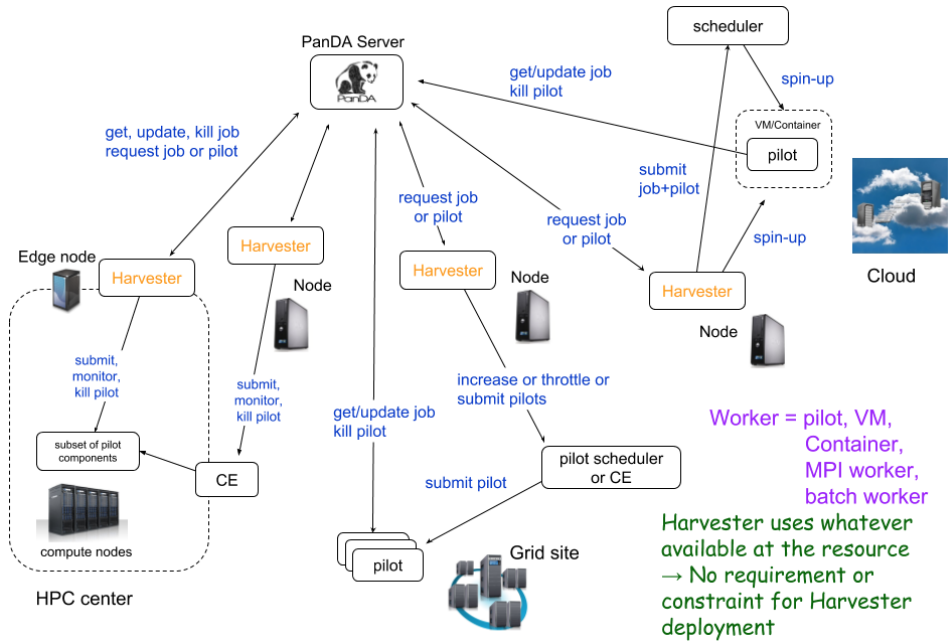 scheduler
PanDA Server
PanDA
get/update job
kill pilot
spin-up
VM/Container
pilot
get, update, kill job
request job or pilot
submit
job+pilot
request job
or pilot
request job
or pilot
spin-up
Cloud
Edge node
Harvester
Harvester
Node
Harvester
Node
Harvester
Node
submit,
monitor,
kill pilot
submit,
monitor,
kill pilot
increase or throttle or
submit pilots
get/update job
kill pilot
subset of pilot
components
CE
pilot scheduler
or CE
submit pilot
compute nodes
HPC center
pilot
Grid site
Worker = pilot, VM,
Container,
MPI worker,
batch worker
Harvester uses whatever
available at the resource
→ No requirement or
constraint for Harvester
deployment